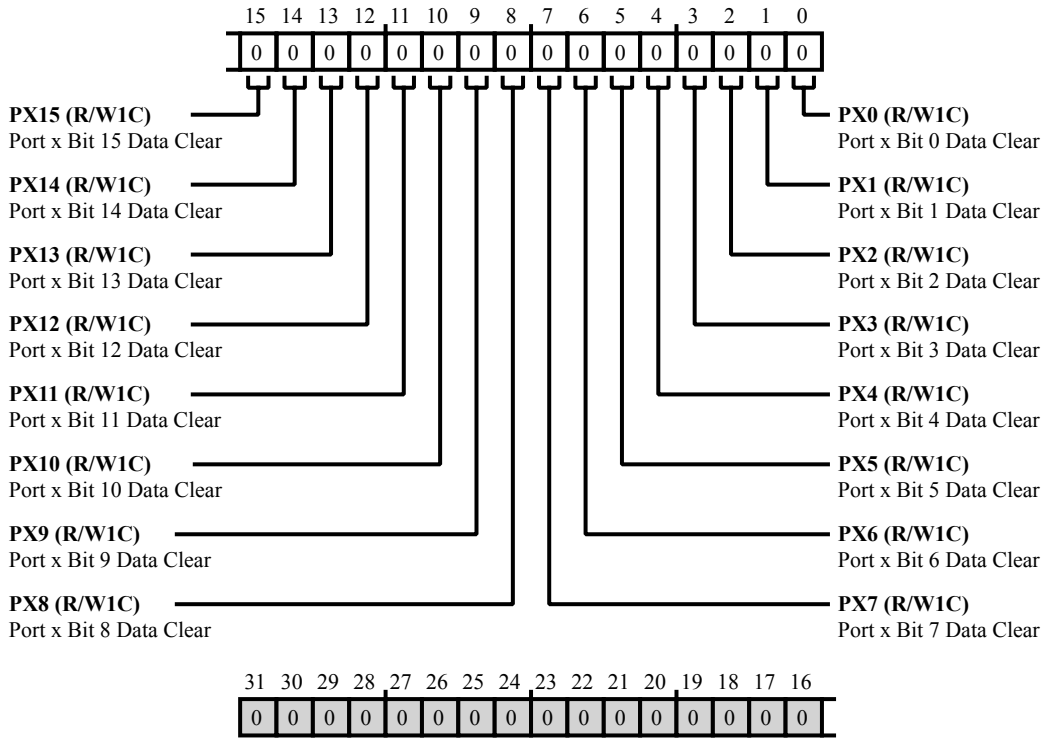 15 14 13 12 11 10 9 8 7 6 5 4 3 2 1 0
0 0 0 0 0 0 0 0 0 0 0 0 0 0 0 0
PX15 (R/W1C)
Port x Bit 15 Data Clear
PX14 (R/W1C)
Port x Bit 14 Data Clear
PX13 (R/W1C)
Port x Bit 13 Data Clear
PX12 (R/W1C)
Port x Bit 12 Data Clear
PX11 (R/W1C)
Port x Bit 11 Data Clear
PX10 (R/W1C)
Port x Bit 10 Data Clear
PX9 (R/W1C)
Port x Bit 9 Data Clear
PX8 (R/W1C)
Port x Bit 8 Data Clear
PX0 (R/W1C)
Port x Bit 0 Data Clear
PX1 (R/W1C)
Port x Bit 1 Data Clear
PX2 (R/W1C)
Port x Bit 2 Data Clear
PX3 (R/W1C)
Port x Bit 3 Data Clear
PX4 (R/W1C)
Port x Bit 4 Data Clear
PX5 (R/W1C)
Port x Bit 5 Data Clear
PX6 (R/W1C)
Port x Bit 6 Data Clear
PX7 (R/W1C)
Port x Bit 7 Data Clear
31 30 29 28 27 26 25 24 23 22 21 20 19 18 17 16
0 0 0 0 0 0 0 0 0 0 0 0 0 0 0 0